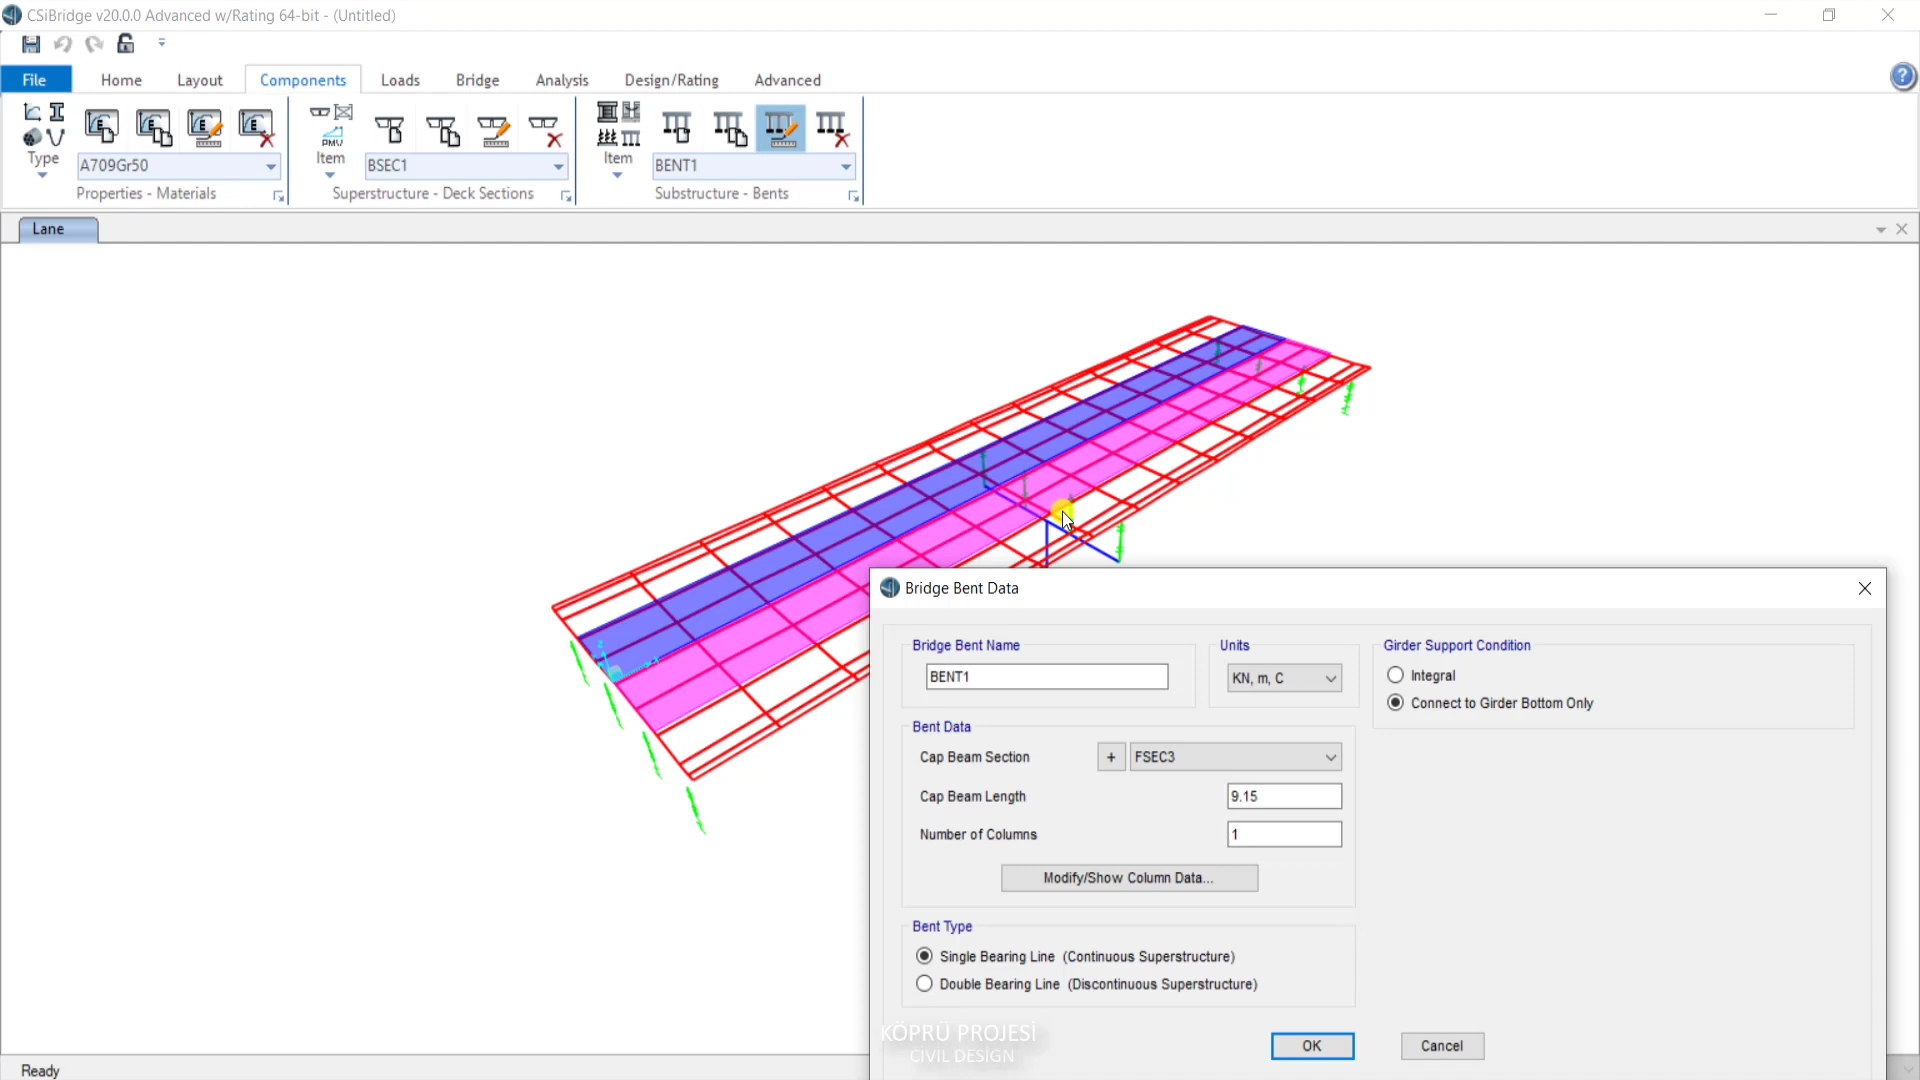 CSiBridge v20.0.0 Advanced w/Rating 64-bit - (Untitled)
File Home Layout Components Loads Bridge Analysis Design/Rating Advanced
Type
A709Gr50
Properties - Materials
PMV
Item
BSEC1
Superstructure - Deck Sections
Item
BENT1
Substructure - Bents
Lane
Bridge Bent Data
Bridge Bent Name
BENT1
Units
KN, m, C
Girder Support Condition
Integral
Connect to Girder Bottom Only
Bent Data
Cap Beam Section + FSEC3
Cap Beam Length 9.15
Number of Columns 1
Modify/Show Column Data...
Bent Type
Single Bearing Line (Continuous Superstructure)
Double Bearing Line (Discontinuous Superstructure)
OK Cancel
KÖPRÜ PROJESİ
CIVIL DESİGN
Ready